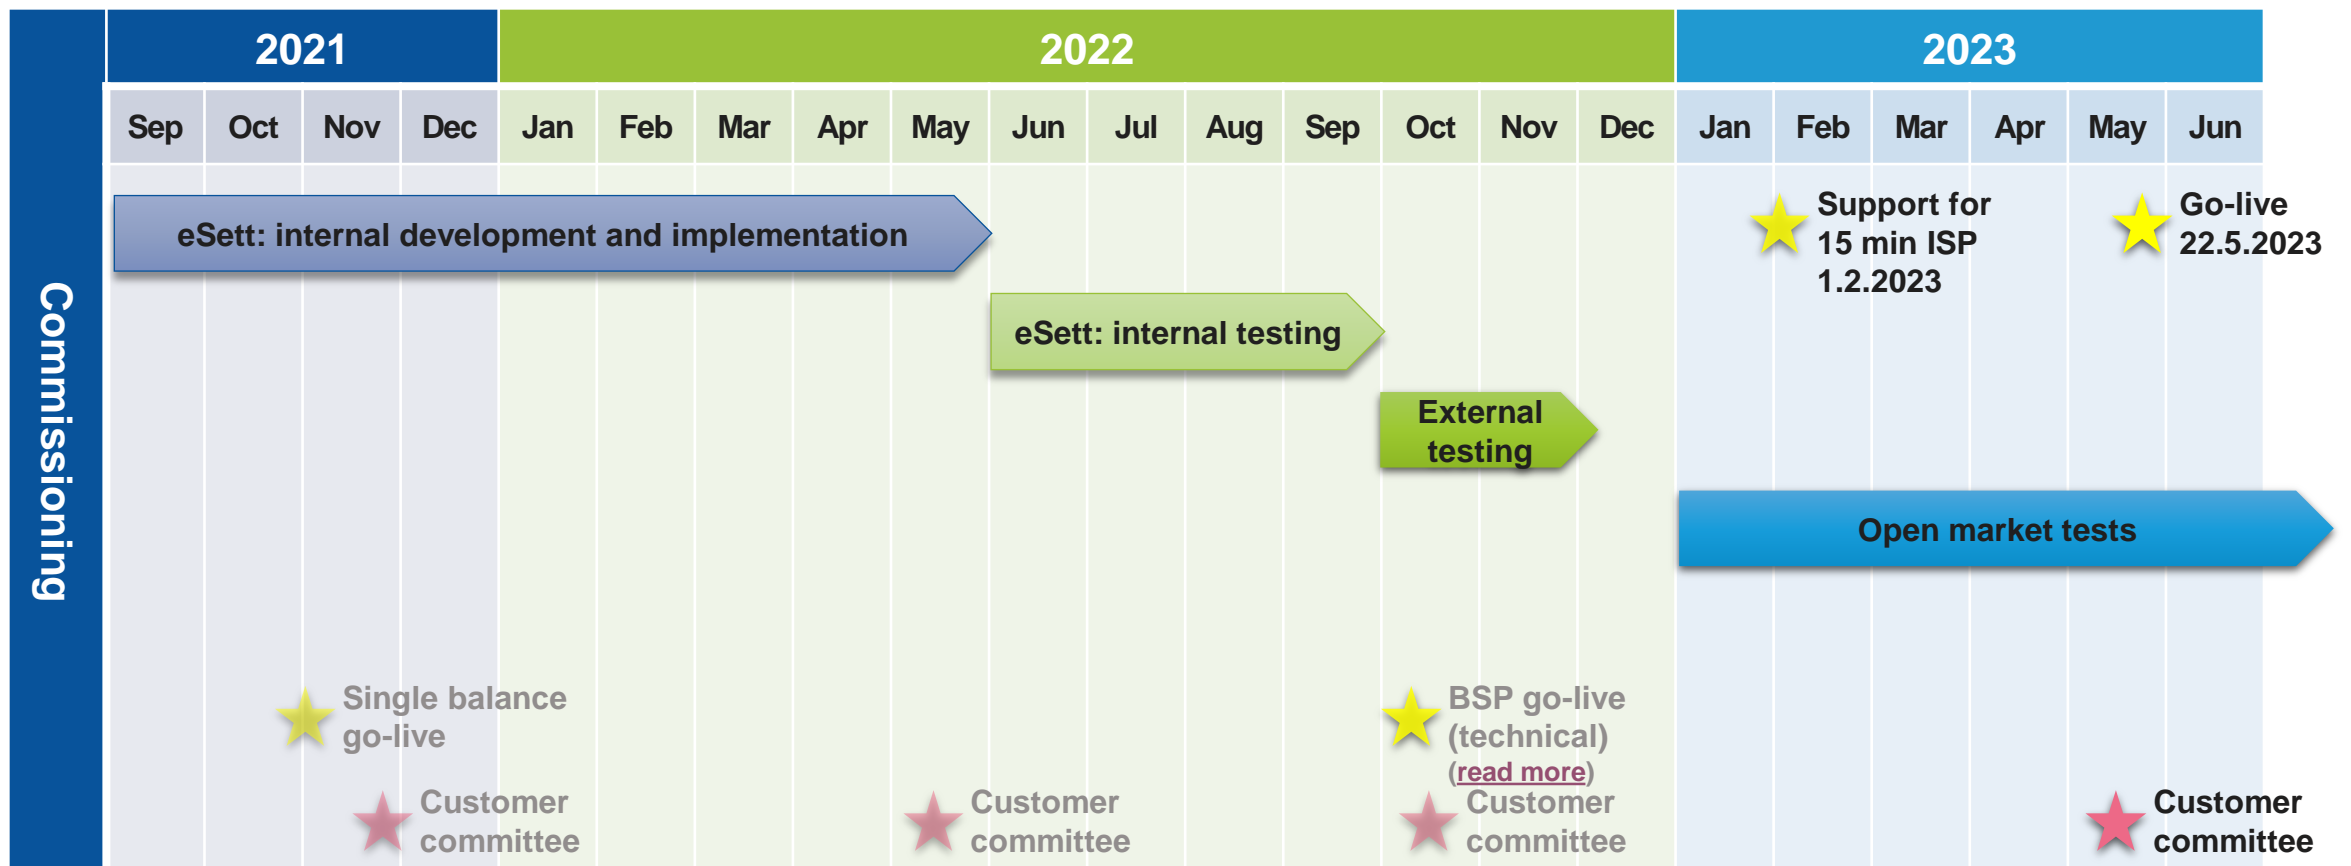 2021
2022
2023
Sep Oct Nov Dec Jan Feb Mar Apr May Jun Jul Aug Sep Oct Nov Dec Jan Feb Mar Apr May Jun
Commissioning
eSett: internal development and implementation
Support for
15 min ISP
1.2.2023
Go-live
22.5.2023
eSett: internal testing
External
testing
Open market tests
Single balance
go-live
BSP go-live
(technical)
(read more)
Customer
committee
Customer
committee
Customer
committee
Customer
committee